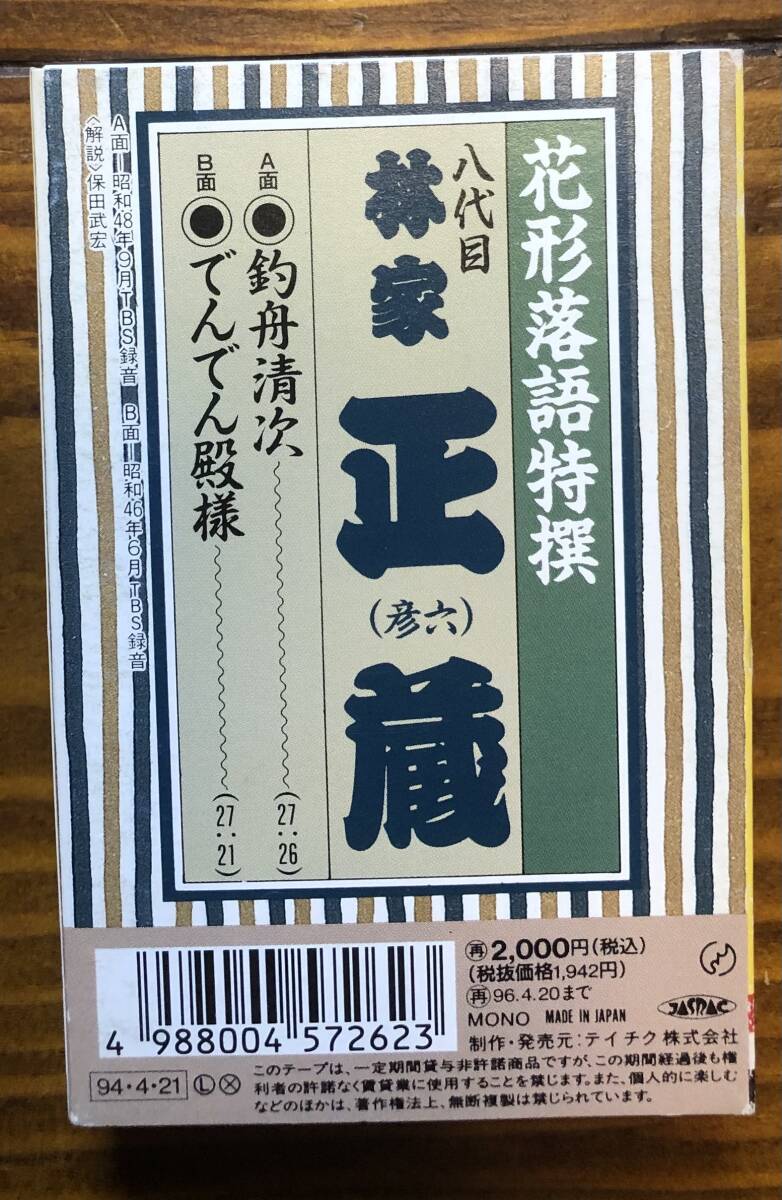 花形落語特撰
八代目
林家
正
(彦六)
蔵
A面
●釣舟清次
(27:26)
B面
●でんでん殿様
(27:21)
A面=昭和48年9月TBS録音 B面=昭和46年6月TBS録音
〈解説〉保田武宏
4 988004 572623
再2,000円(税込)
(税抜価格1,942円)
再96.4.20まで
MONO MADE IN JAPAN
JASRAC
制作・発売元:テイチク株式会社
94・4・21 Ⓛ Ⓧ
このテープは、一定期間貸与非許諾商品ですが、この期間経過後も権
利者の許諾なく賃貸業に使用することを禁じます。また、個人的に楽しむ
などのほかは、著作権法上、無断複製は禁じられています。